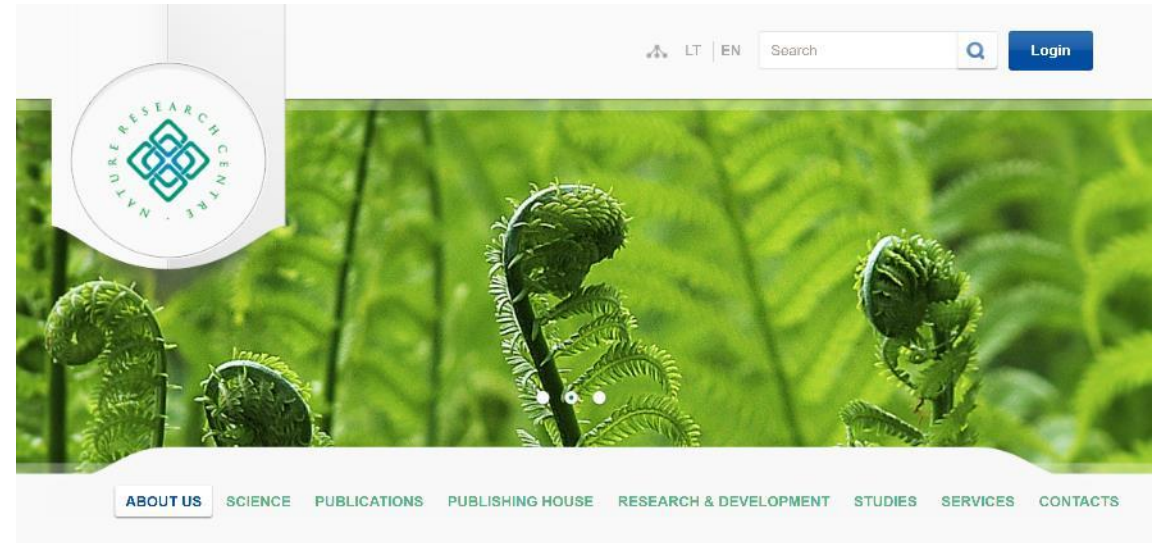 LT | EN Search Login
NATURE RESEARCH CENTRE
ABOUT US SCIENCE PUBLICATIONS PUBLISHING HOUSE RESEARCH & DEVELOPMENT STUDIES SERVICES CONTACTS